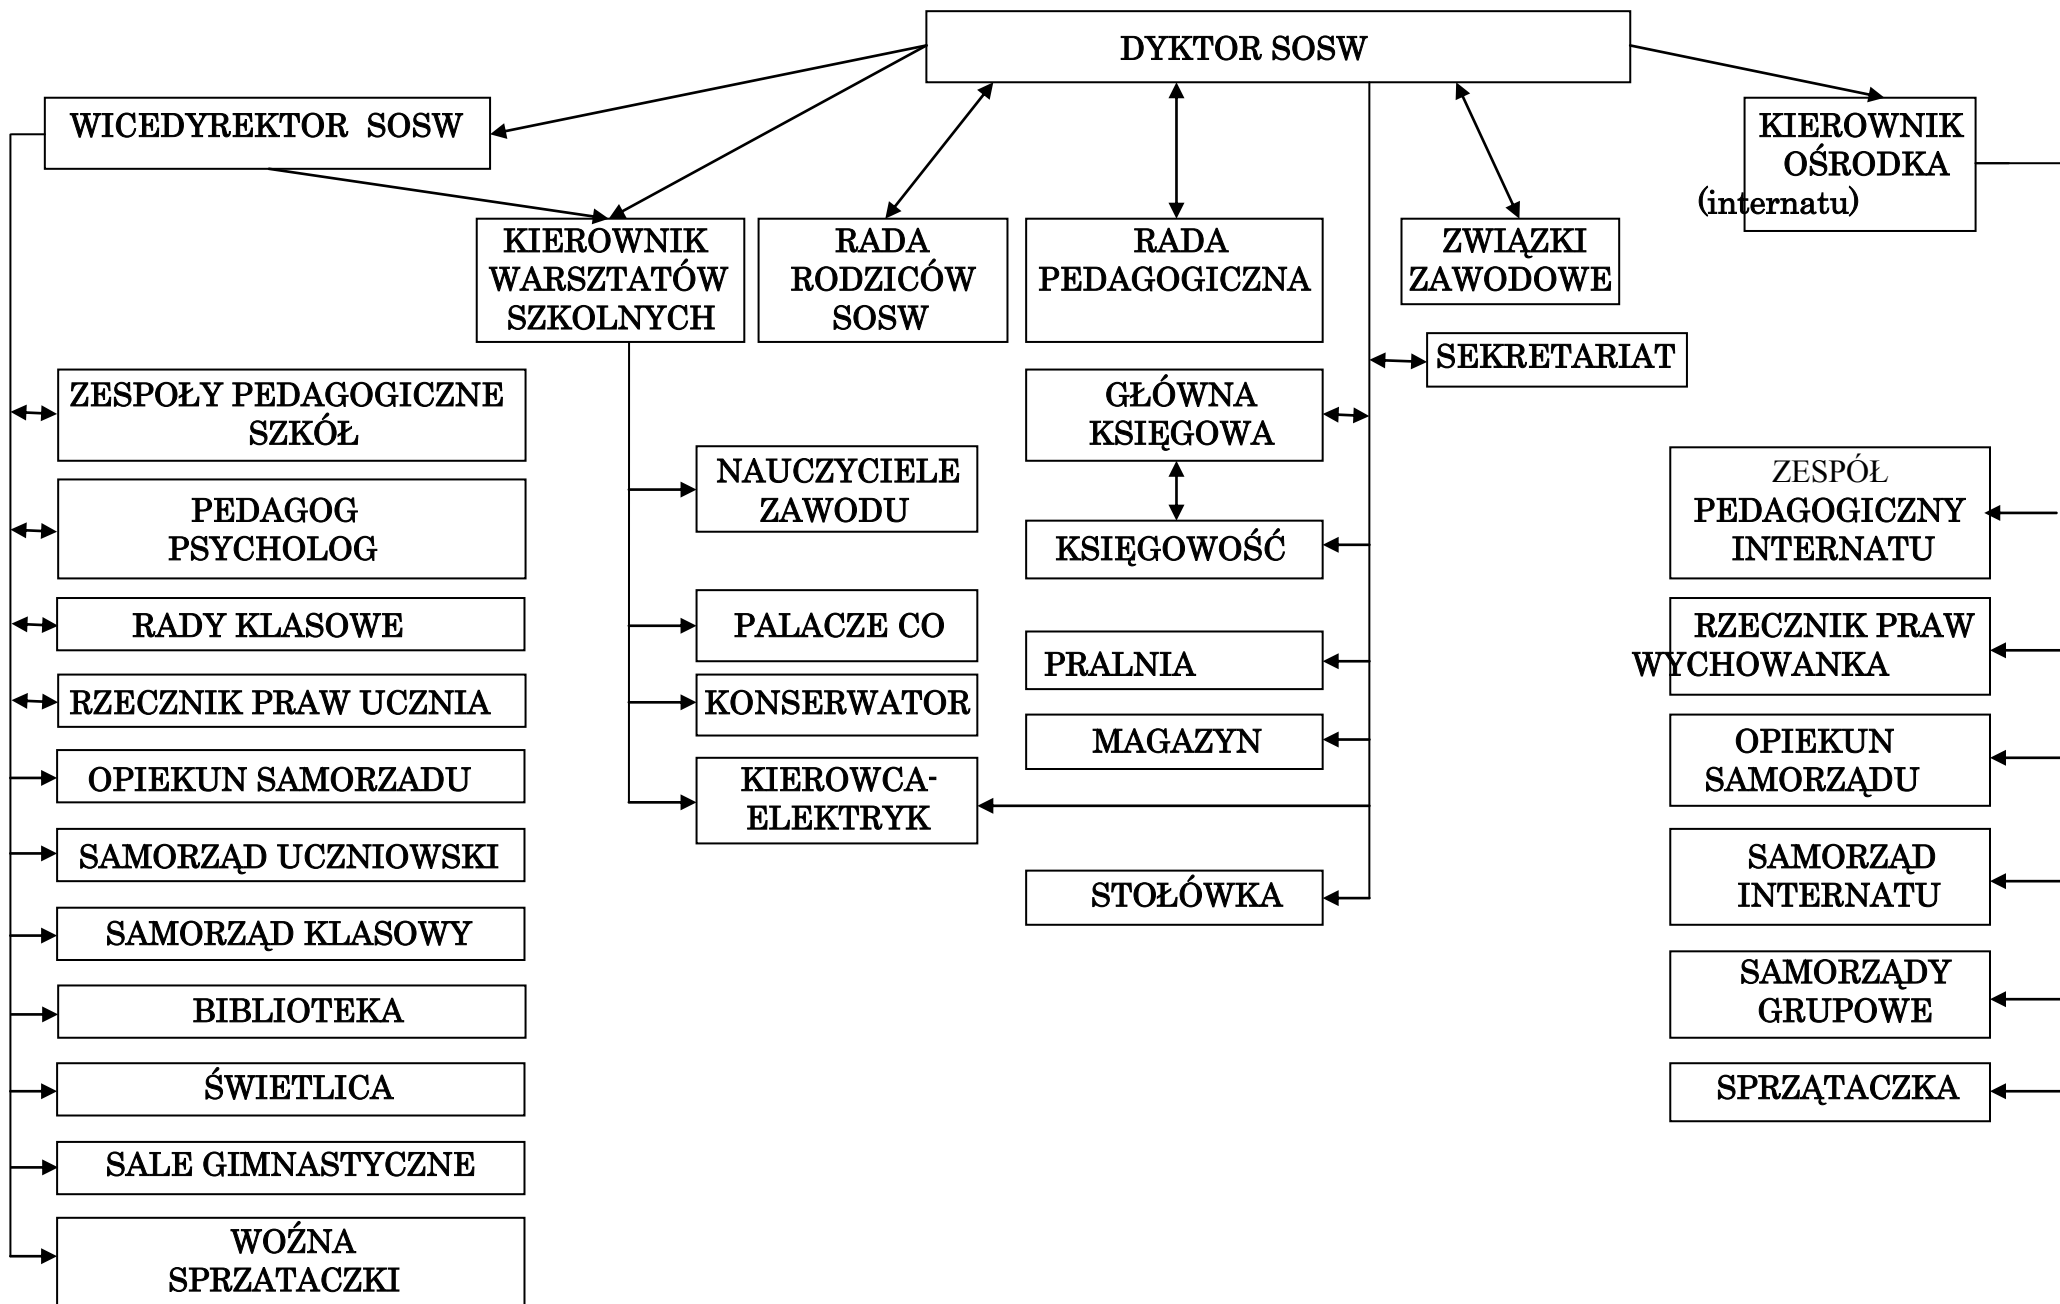 DYKTOR SOSW
WICEDYREKTOR SOSW
KIEROWNIK
OŚRODKA
(internatu)
KIEROWNIK
WARSZTATÓW
SZKOLNYCH
RADA
RODZICÓW
SOSW
RADA
PEDAGOGICZNA
ZWIĄZKI
ZAWODOWE
SEKRETARIAT
ZESPOŁY PEDAGOGICZNE
SZKÓŁ
PEDAGOG
PSYCHOLOG
RADY KLASOWE
RZECZNIK PRAW UCZNIA
OPIEKUN SAMORZADU
SAMORZĄD UCZNIOWSKI
SAMORZĄD KLASOWY
BIBLIOTEKA
ŚWIETLICA
SALE GIMNASTYCZNE
WOŹNA
SPRZATACZKI
NAUCZYCIELE
ZAWODU
PALACZE CO
KONSERWATOR
KIEROWCA-
ELEKTRYK
GŁÓWNA
KSIĘGOWA
KSIĘGOWOŚĆ
PRALNIA
MAGAZYN
STOŁÓWKA
ZESPÓŁ
PEDAGOGICZNY
INTERNATU
RZECZNIK PRAW
WYCHOWANKA
OPIEKUN
SAMORZĄDU
SAMORZĄD
INTERNATU
SAMORZĄDY
GRUPOWE
SPRZĄTACZKA